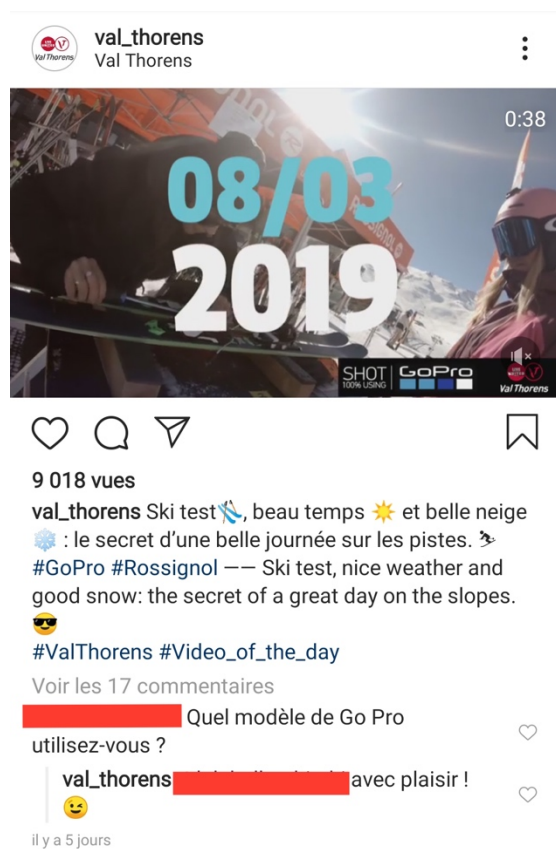 val_thorens
Val Thorens
Val Thorens
0:38
ROSSIGNOL
08/03
2019
SHOT
100% USING
GoPro
Val Thorens
9 018 vues
val_thorens Ski test, beau temps ☀️ et belle neige
❄️ : le secret d’une belle journée sur les pistes. ⛷
#GoPro #Rossignol —— Ski test, nice weather and
good snow: the secret of a great day on the slopes.
😎
#ValThorens #Video_of_the_day
Voir les 17 commentaires
Quel modèle de Go Pro
utilisez-vous ?
val_thorens avec plaisir !
😉
il y a 5 jours